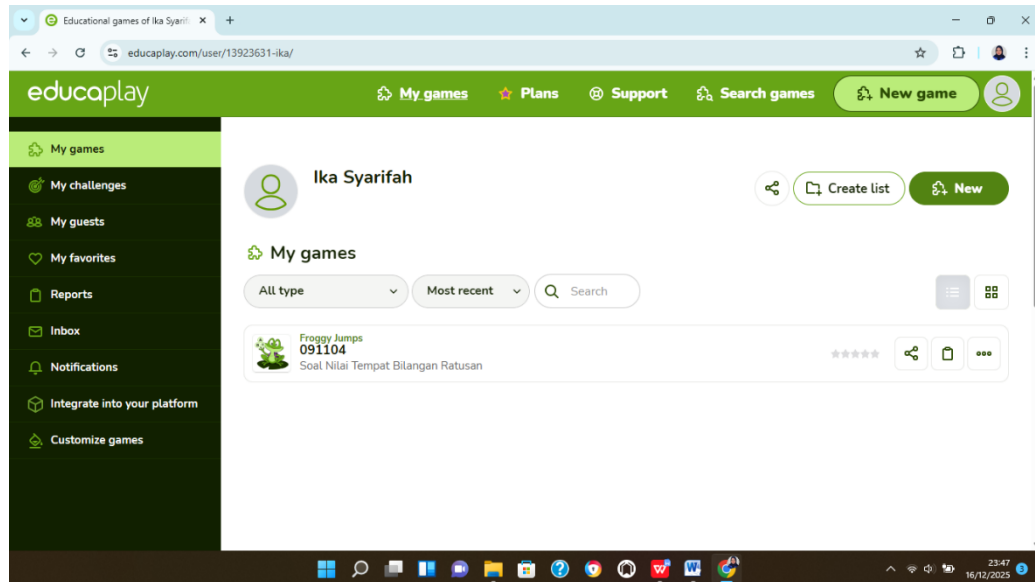 Educational games of Ika Syarif
educaplay.com/user/13923631-ika/
educaplay
My games
Plans
Support
Search games
New game
My games
My challenges
My guests
My favorites
Reports
Inbox
Notifications
Integrate into your platform
Customize games
Ika Syarifah
Create list
New
My games
All type
Most recent
Search
Froggy Jumps
091104
Soal Nilai Tempat Bilangan Ratusan
23:47
16/12/2025
3